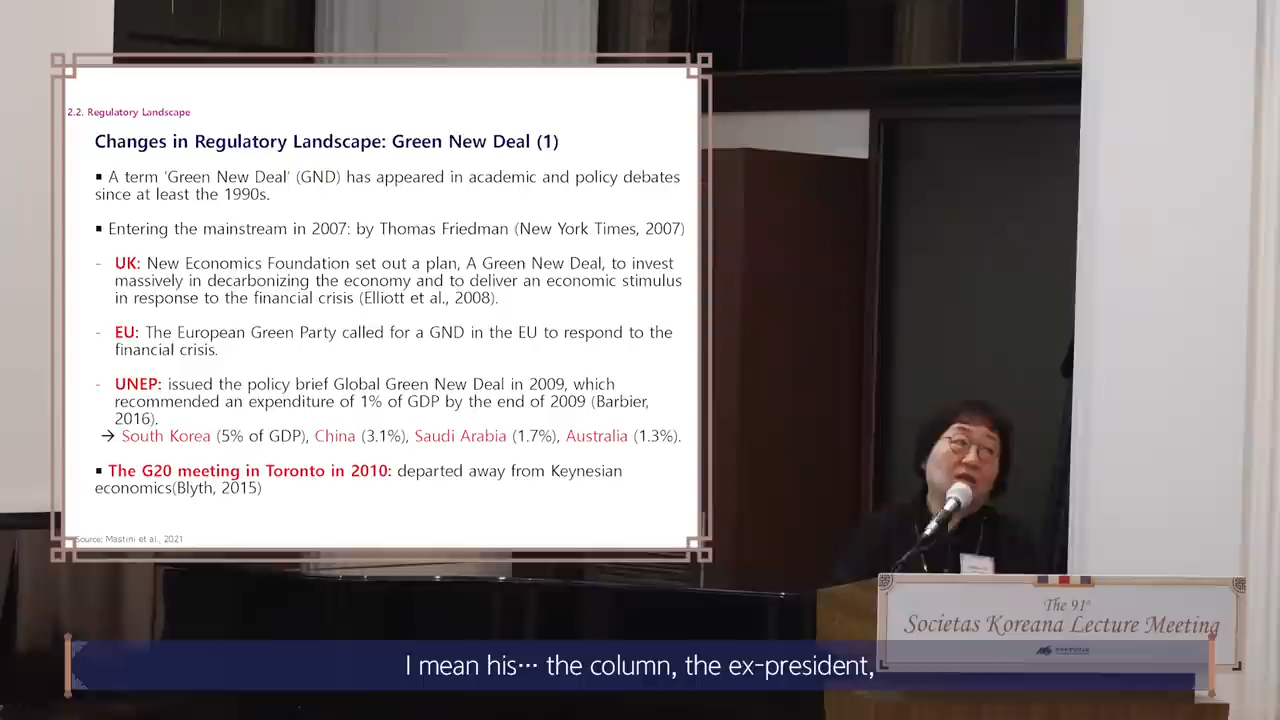 2.2. Regulatory Landscape
Changes in Regulatory Landscape: Green New Deal (1)
▪ A term 'Green New Deal' (GND) has appeared in academic and policy debates
since at least the 1990s.
▪ Entering the mainstream in 2007: by Thomas Friedman (New York Times, 2007)
- UK: New Economics Foundation set out a plan, A Green New Deal, to invest
massively in decarbonizing the economy and to deliver an economic stimulus
in response to the financial crisis (Elliott et al., 2008).
- EU: The European Green Party called for a GND in the EU to respond to the
financial crisis.
- UNEP: issued the policy brief Global Green New Deal in 2009, which
recommended an expenditure of 1% of GDP by the end of 2009 (Barbier,
2016).
→ South Korea (5% of GDP), China (3.1%), Saudi Arabia (1.7%), Australia (1.3%).
▪ The G20 meeting in Toronto in 2010: departed away from Keynesian
economics(Blyth, 2015)
Source: Mastini et al., 2021
The 91st
Societas Koreana Lecture Meeting
I mean his… the column, the ex-president,